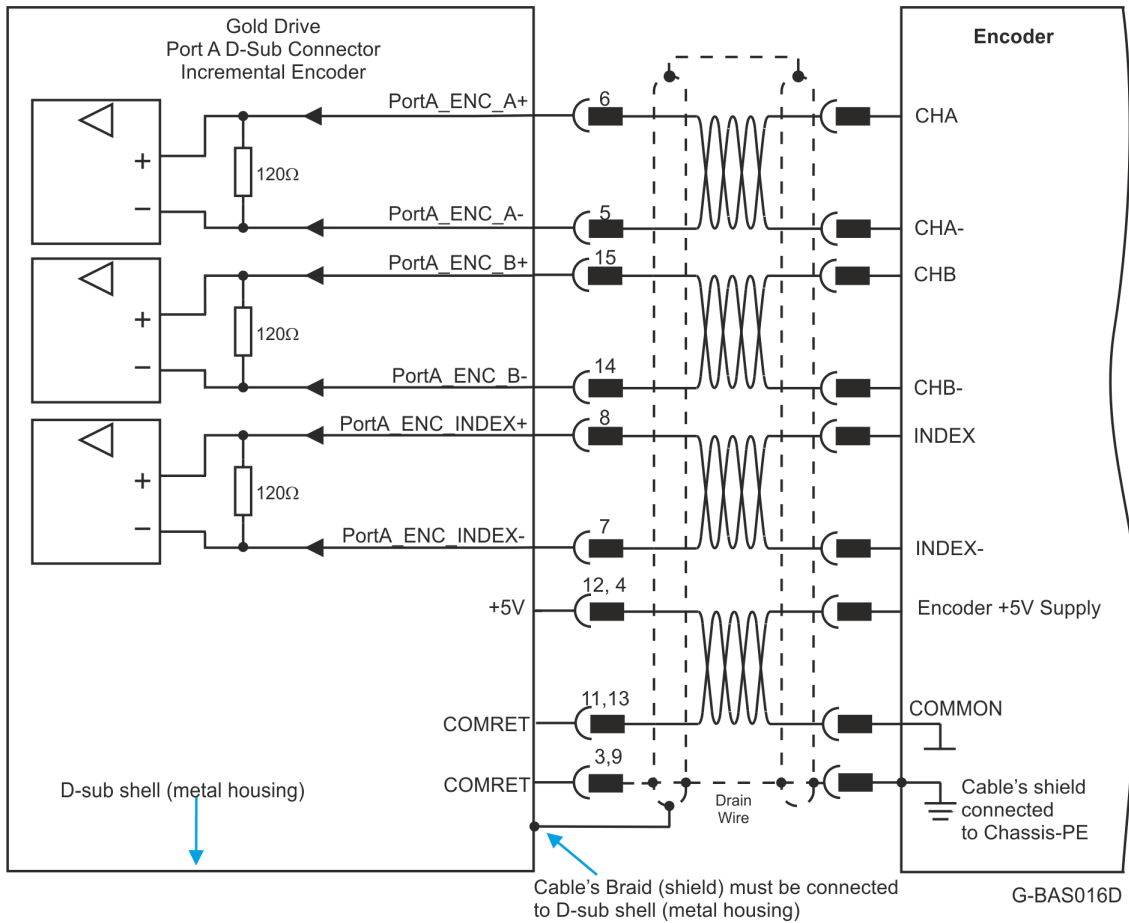 Gold Drive
Port A D-Sub Connector
Incremental Encoder
Encoder
PortA_ENC_A+
6
CHA
+
120Ω
−
PortA_ENC_A-
5
CHA-
PortA_ENC_B+
15
CHB
+
120Ω
−
PortA_ENC_B-
14
CHB-
PortA_ENC_INDEX+
8
INDEX
+
120Ω
−
PortA_ENC_INDEX-
7
INDEX-
+5V
12, 4
Encoder +5V Supply
COMRET
11,13
COMMON
COMRET
3,9
Drain
Wire
Cable's shield
connected
to Chassis-PE
D-sub shell (metal housing)
Cable's Braid (shield) must be connected
to D-sub shell (metal housing)
G-BAS016D